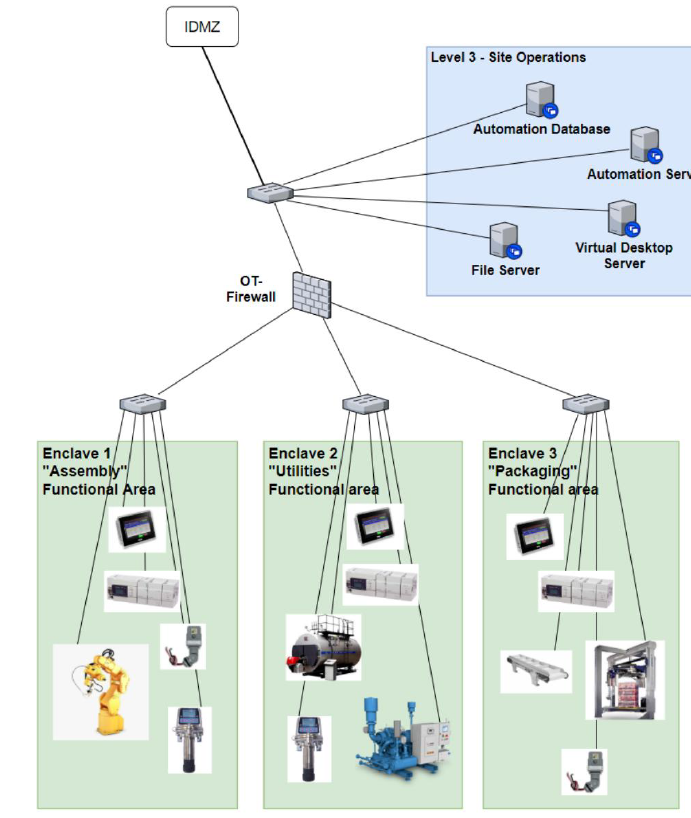 IDMZ
Level 3 - Site Operations
Automation Database
Automation Serv
Virtual Desktop
Server
File Server
OT-
Firewall
Enclave 1
"Assembly"
Functional Area
Enclave 2
"Utilities"
Functional area
Enclave 3
"Packaging"
Functional area